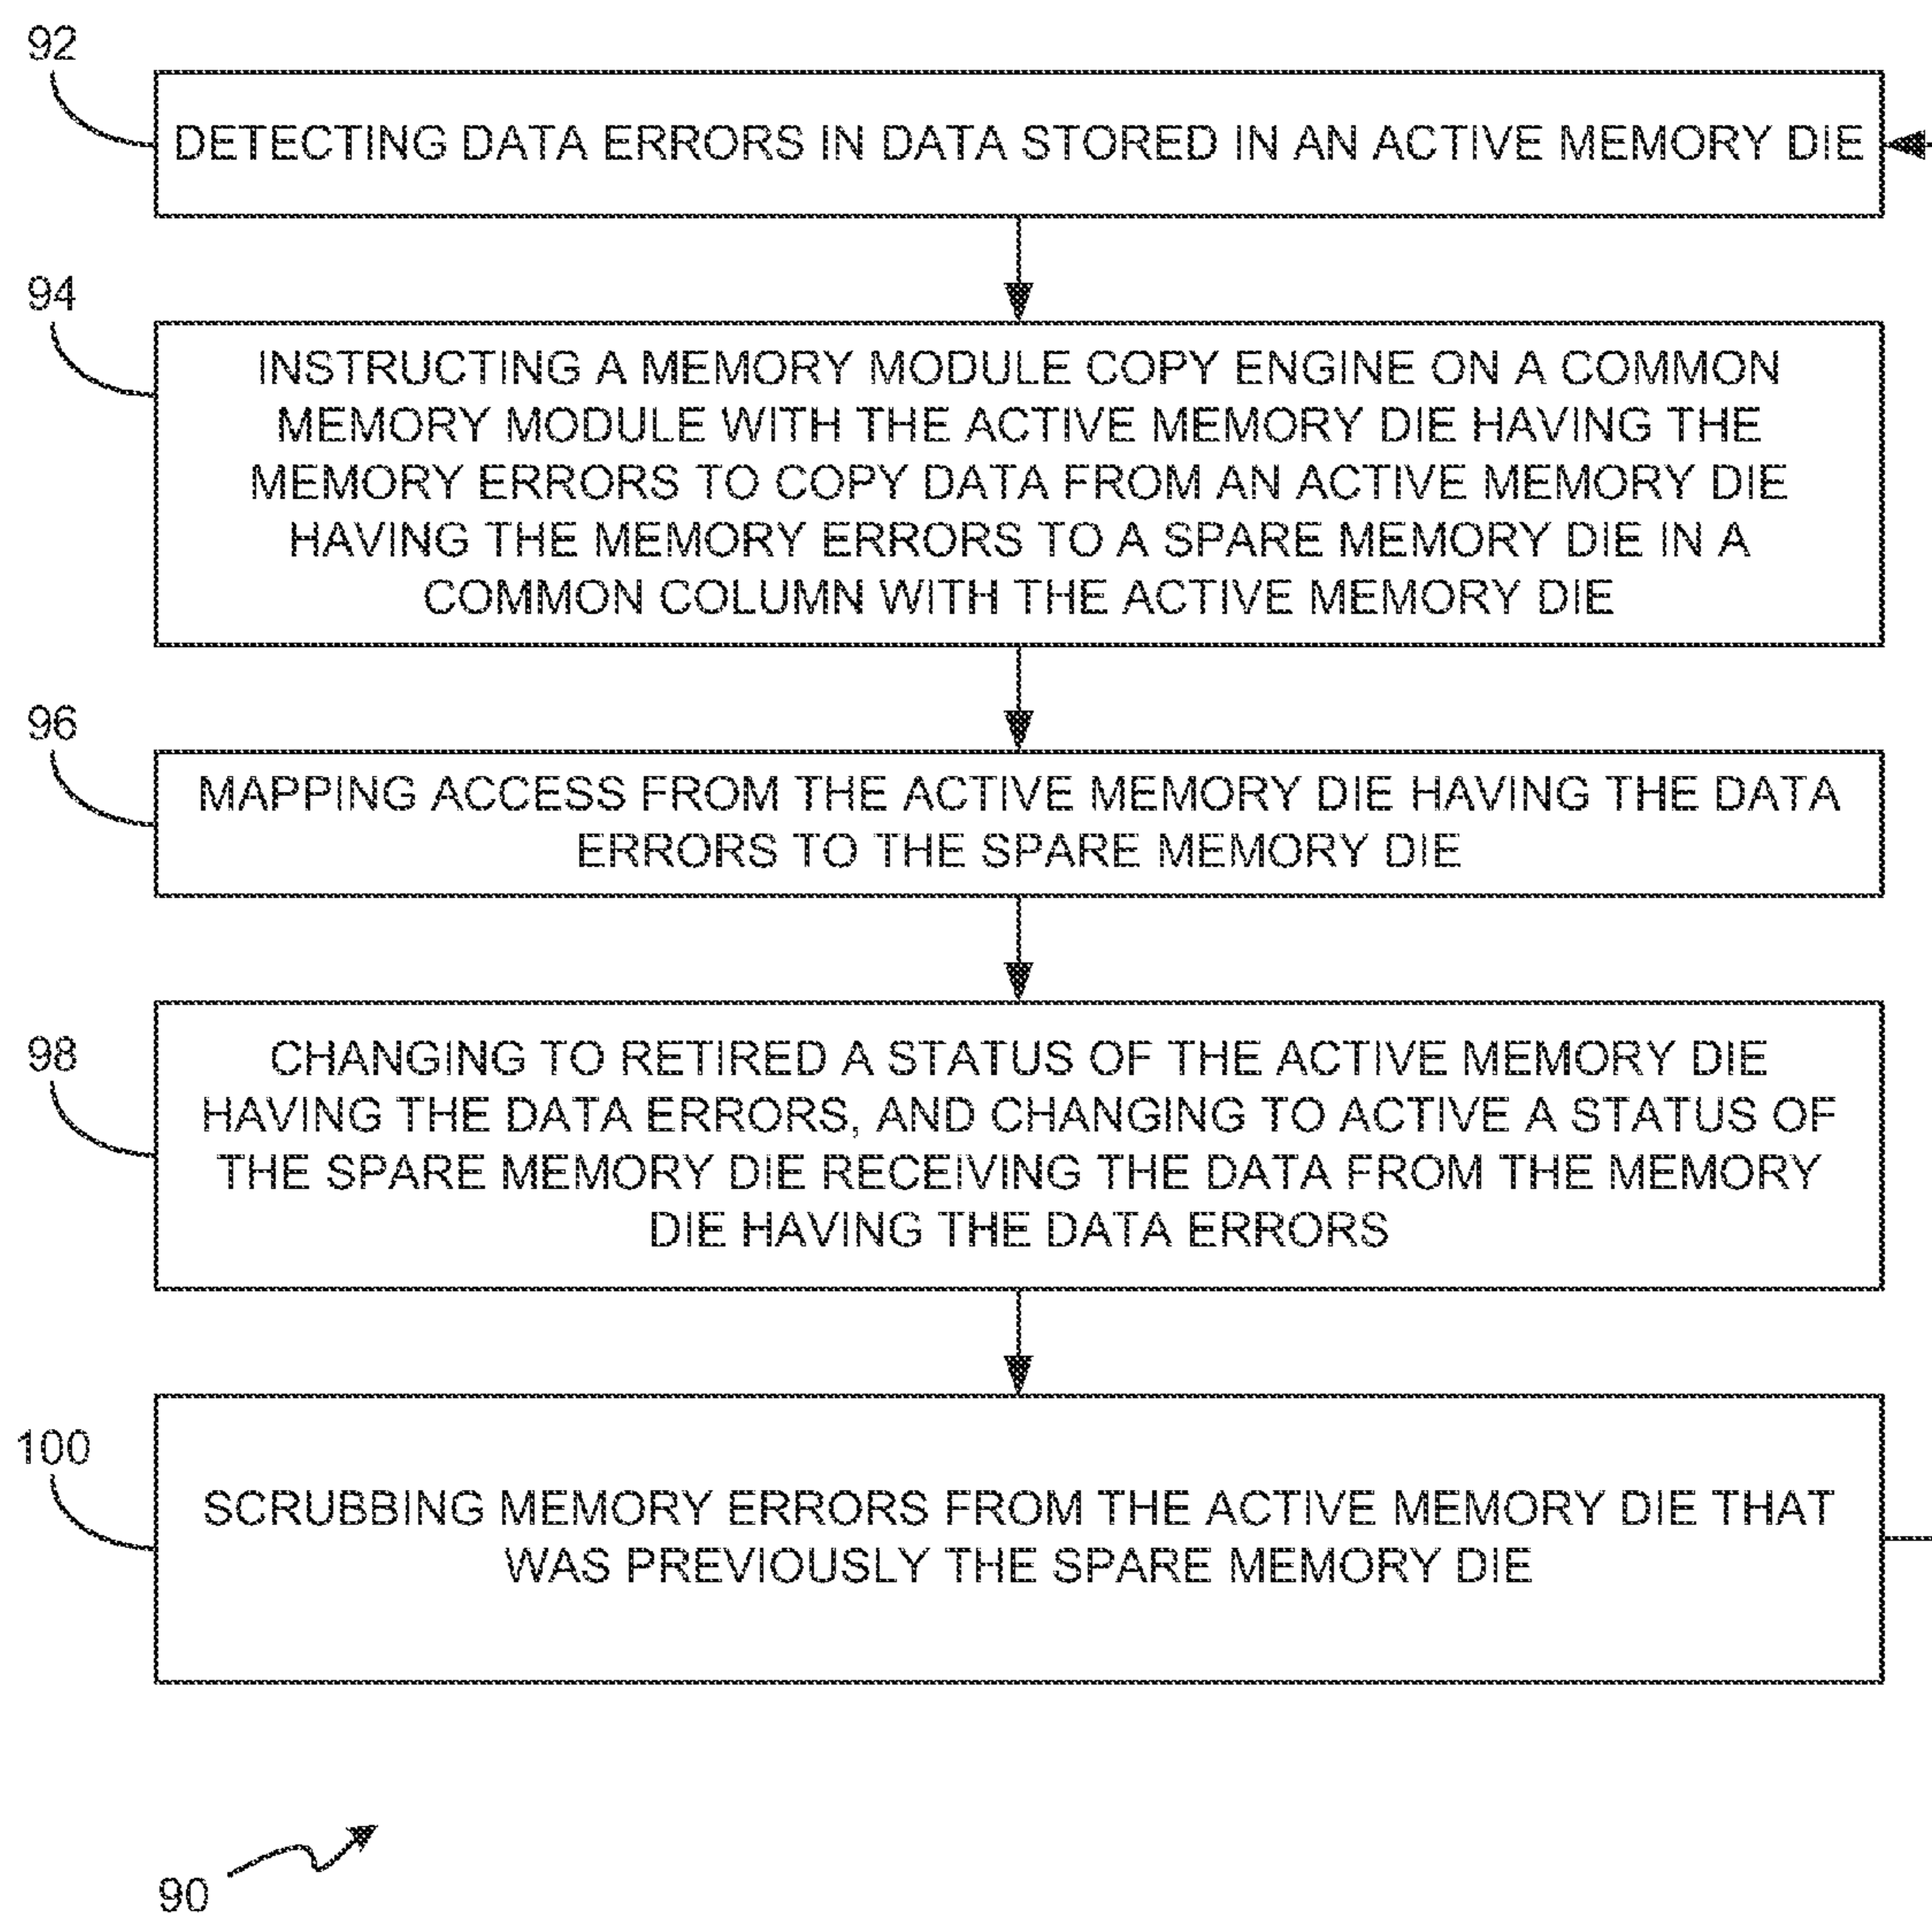 92
DETECTING DATA ERRORS IN DATA STORED IN AN ACTIVE MEMORY DIE
94
INSTRUCTING A MEMORY MODULE COPY ENGINE ON A COMMON
MEMORY MODULE WITH THE ACTIVE MEMORY DIE HAVING THE
MEMORY ERRORS TO COPY DATA FROM AN ACTIVE MEMORY DIE
HAVING THE MEMORY ERRORS TO A SPARE MEMORY DIE IN A
COMMON COLUMN WITH THE ACTIVE MEMORY DIE
96
MAPPING ACCESS FROM THE ACTIVE MEMORY DIE HAVING THE DATA
ERRORS TO THE SPARE MEMORY DIE
98
CHANGING TO RETIRED A STATUS OF THE ACTIVE MEMORY DIE
HAVING THE DATA ERRORS, AND CHANGING TO ACTIVE A STATUS OF
THE SPARE MEMORY DIE RECEIVING THE DATA FROM THE MEMORY
DIE HAVING THE DATA ERRORS
100
SCRUBBING MEMORY ERRORS FROM THE ACTIVE MEMORY DIE THAT
WAS PREVIOUSLY THE SPARE MEMORY DIE
90